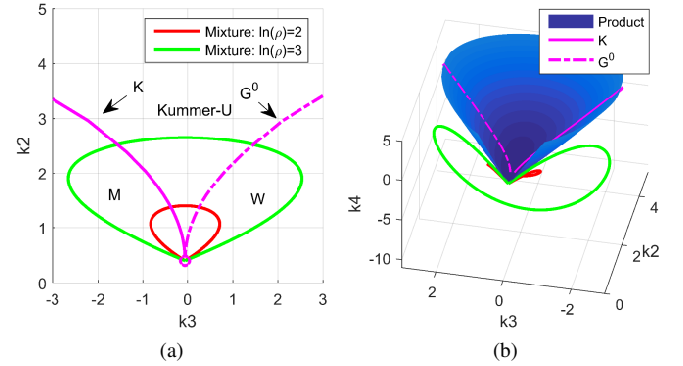 5
4
3
2
1
0
k2
-3
-2
-1
0
1
2
3
k3
Mixture: ln(ρ)=2
Mixture: ln(ρ)=3
K
G⁰
Kummer-U
M
W
(a)
Product
K
G⁰
5
0
-5
-10
k4
2
0
-2
k3
0
2
4
k2
(b)